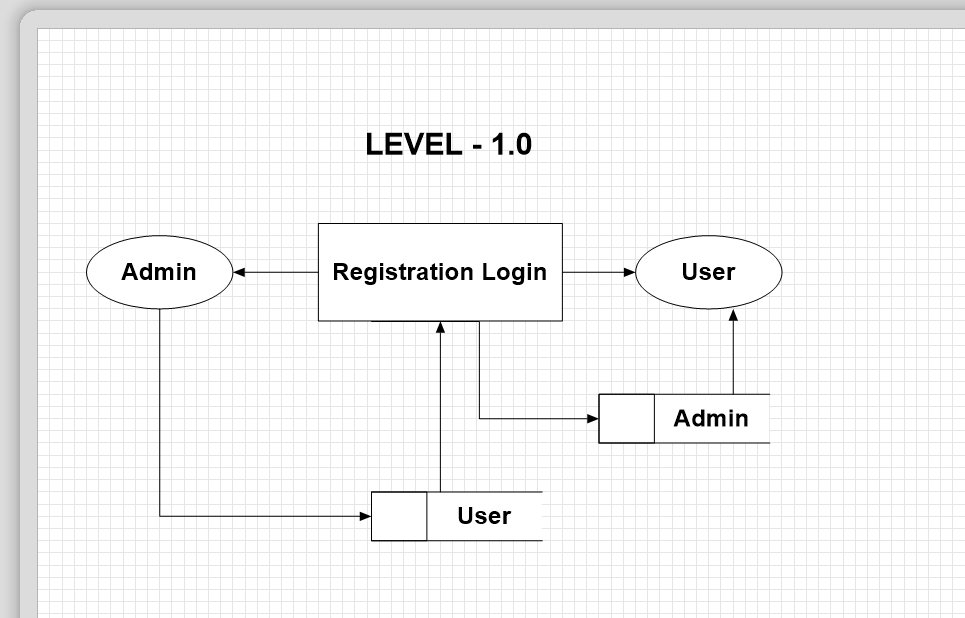 LEVEL - 1.0
Admin
Registration Login
User
Admin
User